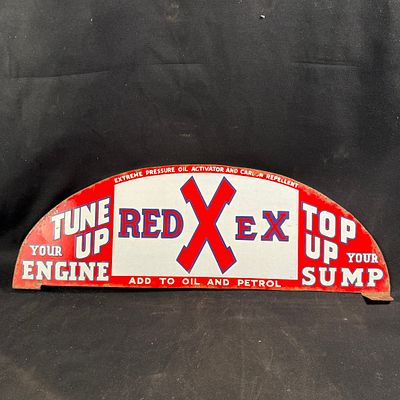 EXTREME PRESSURE OIL ACTIVATOR AND CARBON REPELLENT
TUNE
UP
YOUR
ENGINE
RED X EX
TOP
UP
YOUR
SUMP
ADD TO OIL AND PETROL